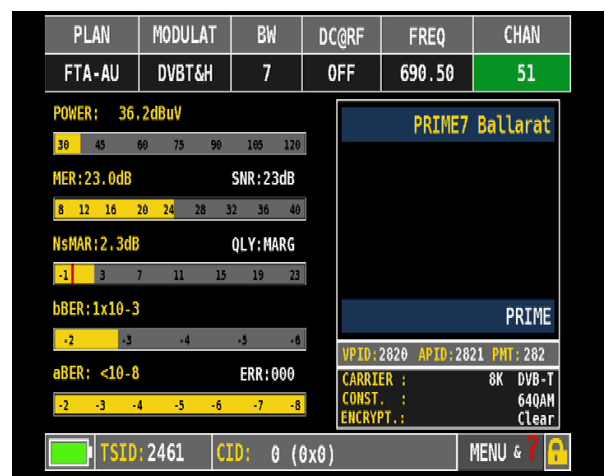 PLAN MODULAT BW DC@RF FREQ CHAN
FTA-AU DVBT&H 7 OFF 690.50 51
POWER: 36.2dBuV
30 45 60 75 90 105 120
MER:23.0dB SNR:23dB
8 12 16 20 24 28 32 36 40
NsMAR:2.3dB QLY:MARG
-1 3 7 11 15 19 23
bBER:1x10-3
-2 -3 -4 -5 -6
aBER: <10-8 ERR:000
-2 -3 -4 -5 -6 -7 -8
PRIME7 Ballarat
PRIME
VPID:2820 APID:2821 PMT:282
CARRIER : 8K DVB-T
CONST. : 64QAM
ENCRYPT.: Clear
TSID:2461 CID: 0 (0x0) MENU & ?